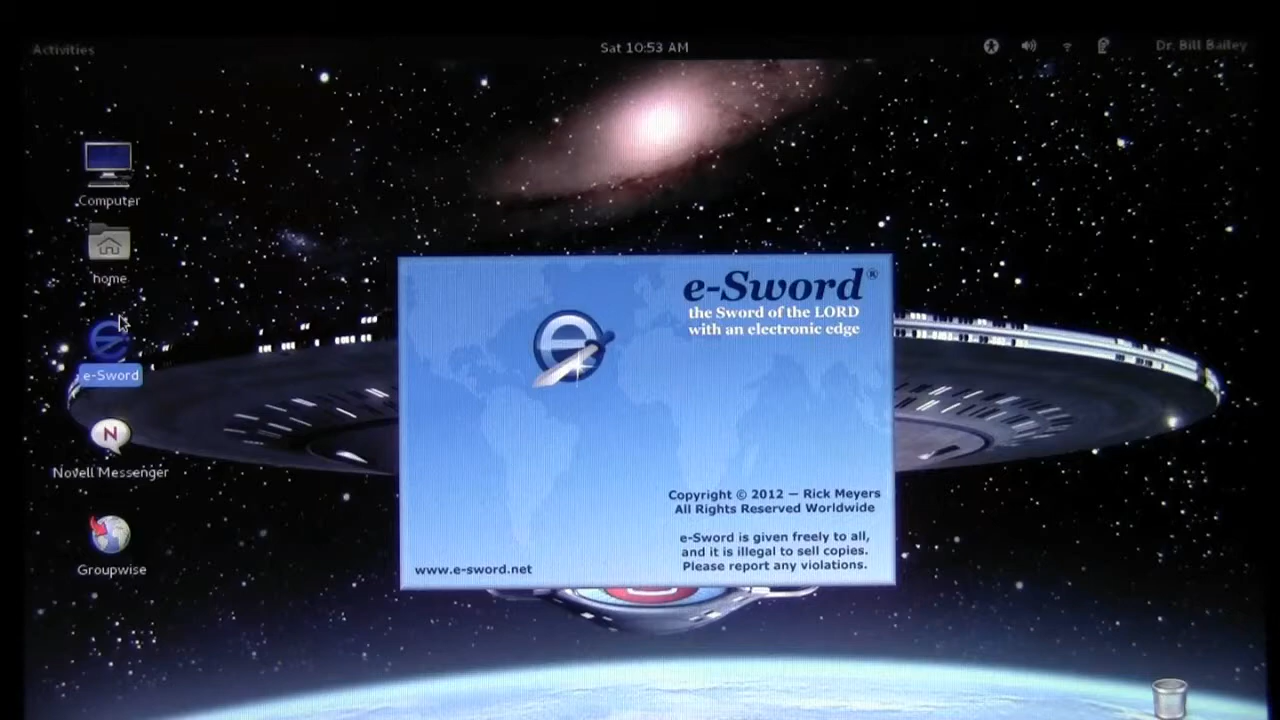 Activities
Sat 10:53 AM
Dr. Bill Bailey
Computer
home
e-Sword
Novell Messenger
N
Groupwise
e-Sword®
the Sword of the LORD
with an electronic edge
Copyright © 2012 — Rick Meyers
All Rights Reserved Worldwide
e-Sword is given freely to all,
and it is illegal to sell copies.
Please report any violations.
www.e-sword.net